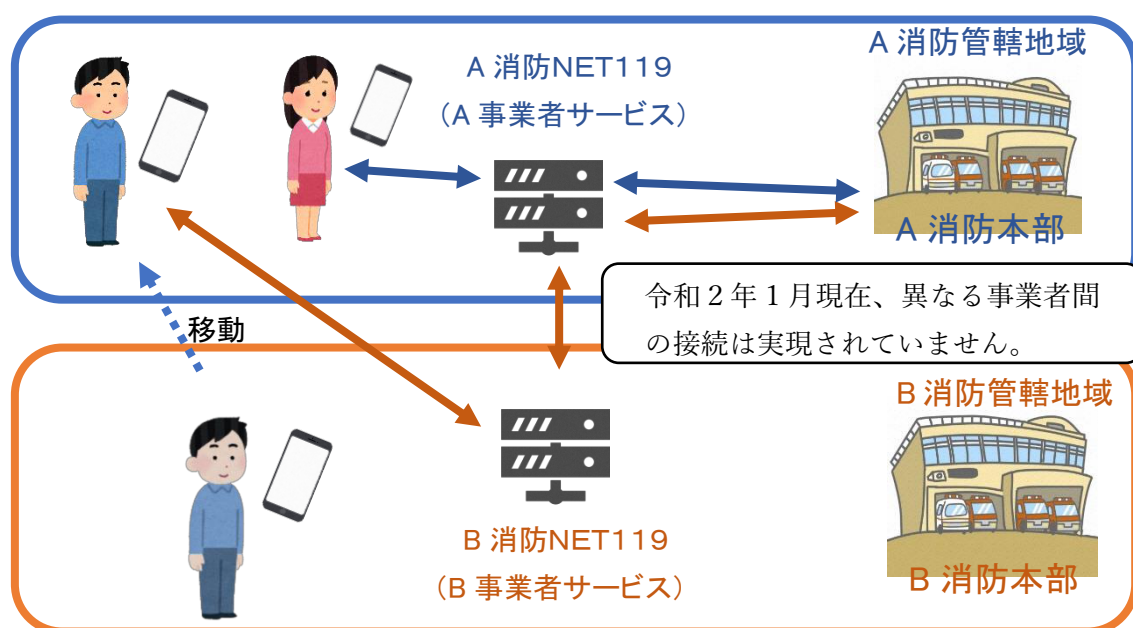 A 消防NET119
（A 事業者サービス）
A 消防管轄地域
A 消防本部
令和２年１月現在、異なる事業者間
の接続は実現されていません。
移動
B 消防管轄地域
B 消防NET119
（B 事業者サービス）
B 消防本部